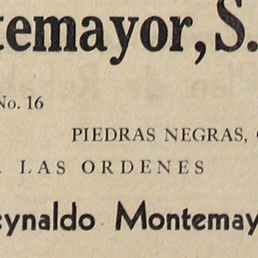 temayor, S.
No. 16
PIEDRAS NEGRAS,
LAS ORDENES
eynaldo Montemay